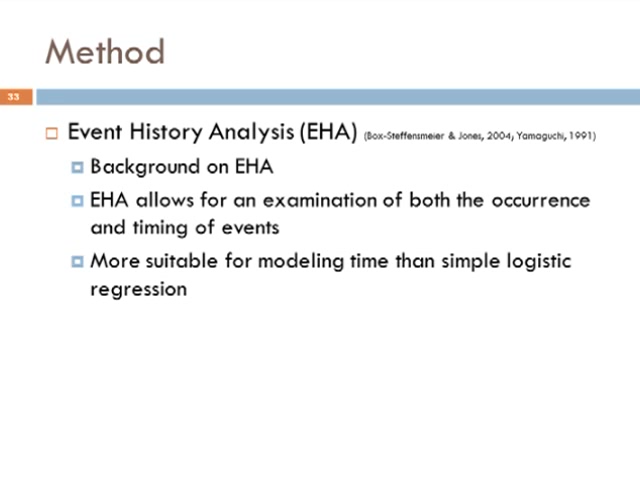 Method
33
Event History Analysis (EHA) (Box-Steffensmeier & Jones, 2004; Yamaguchi, 1991)
Background on EHA
EHA allows for an examination of both the occurrence
and timing of events
More suitable for modeling time than simple logistic
regression